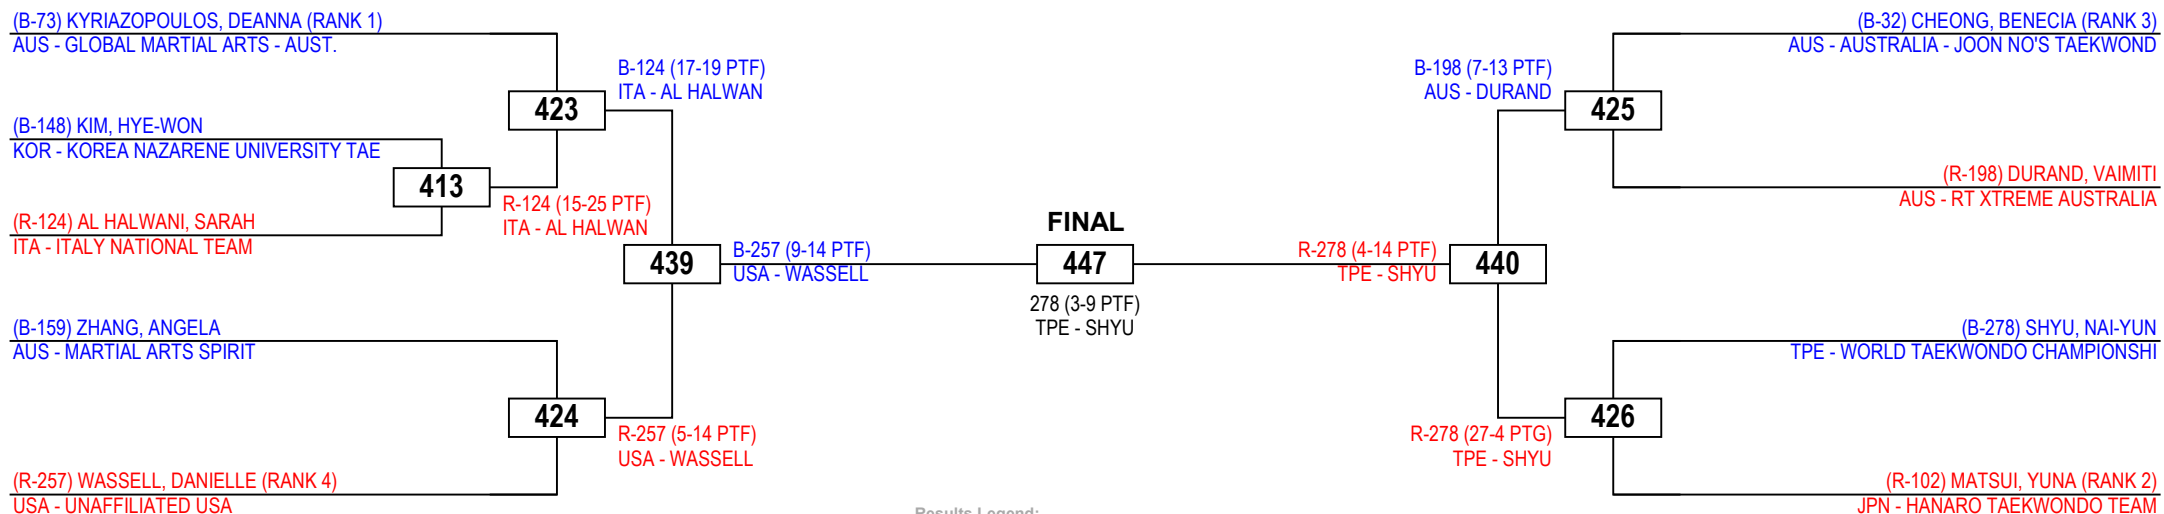 (B-73) KYRIAZOPOULOS, DEANNA (RANK 1)
AUS - GLOBAL MARTIAL ARTS - AUST.
(B-148) KIM, HYE-WON
KOR - KOREA NAZARENE UNIVERSITY TAE
(R-124) AL HALWANI, SARAH
ITA - ITALY NATIONAL TEAM
(B-159) ZHANG, ANGELA
AUS - MARTIAL ARTS SPIRIT
(R-257) WASSELL, DANIELLE (RANK 4)
USA - UNAFFILIATED USA
413
423
424
R-124 (15-25 PTF)
ITA - AL HALWAN
B-124 (17-19 PTF)
ITA - AL HALWAN
R-257 (5-14 PTF)
USA - WASSELL
439
B-257 (9-14 PTF)
USA - WASSELL
FINAL
447
278 (3-9 PTF)
TPE - SHYU
R-278 (4-14 PTF)
TPE - SHYU
440
B-198 (7-13 PTF)
AUS - DURAND
R-278 (27-4 PTG)
TPE - SHYU
425
426
(B-32) CHEONG, BENECIA (RANK 3)
AUS - AUSTRALIA - JOON NO'S TAEKWOND
(R-198) DURAND, VAIMITI
AUS - RT XTREME AUSTRALIA
(B-278) SHYU, NAI-YUN
TPE - WORLD TAEKWONDO CHAMPIONSHI
(R-102) MATSUI, YUNA (RANK 2)
JPN - HANARO TAEKWONDO TEAM
Results Legend: